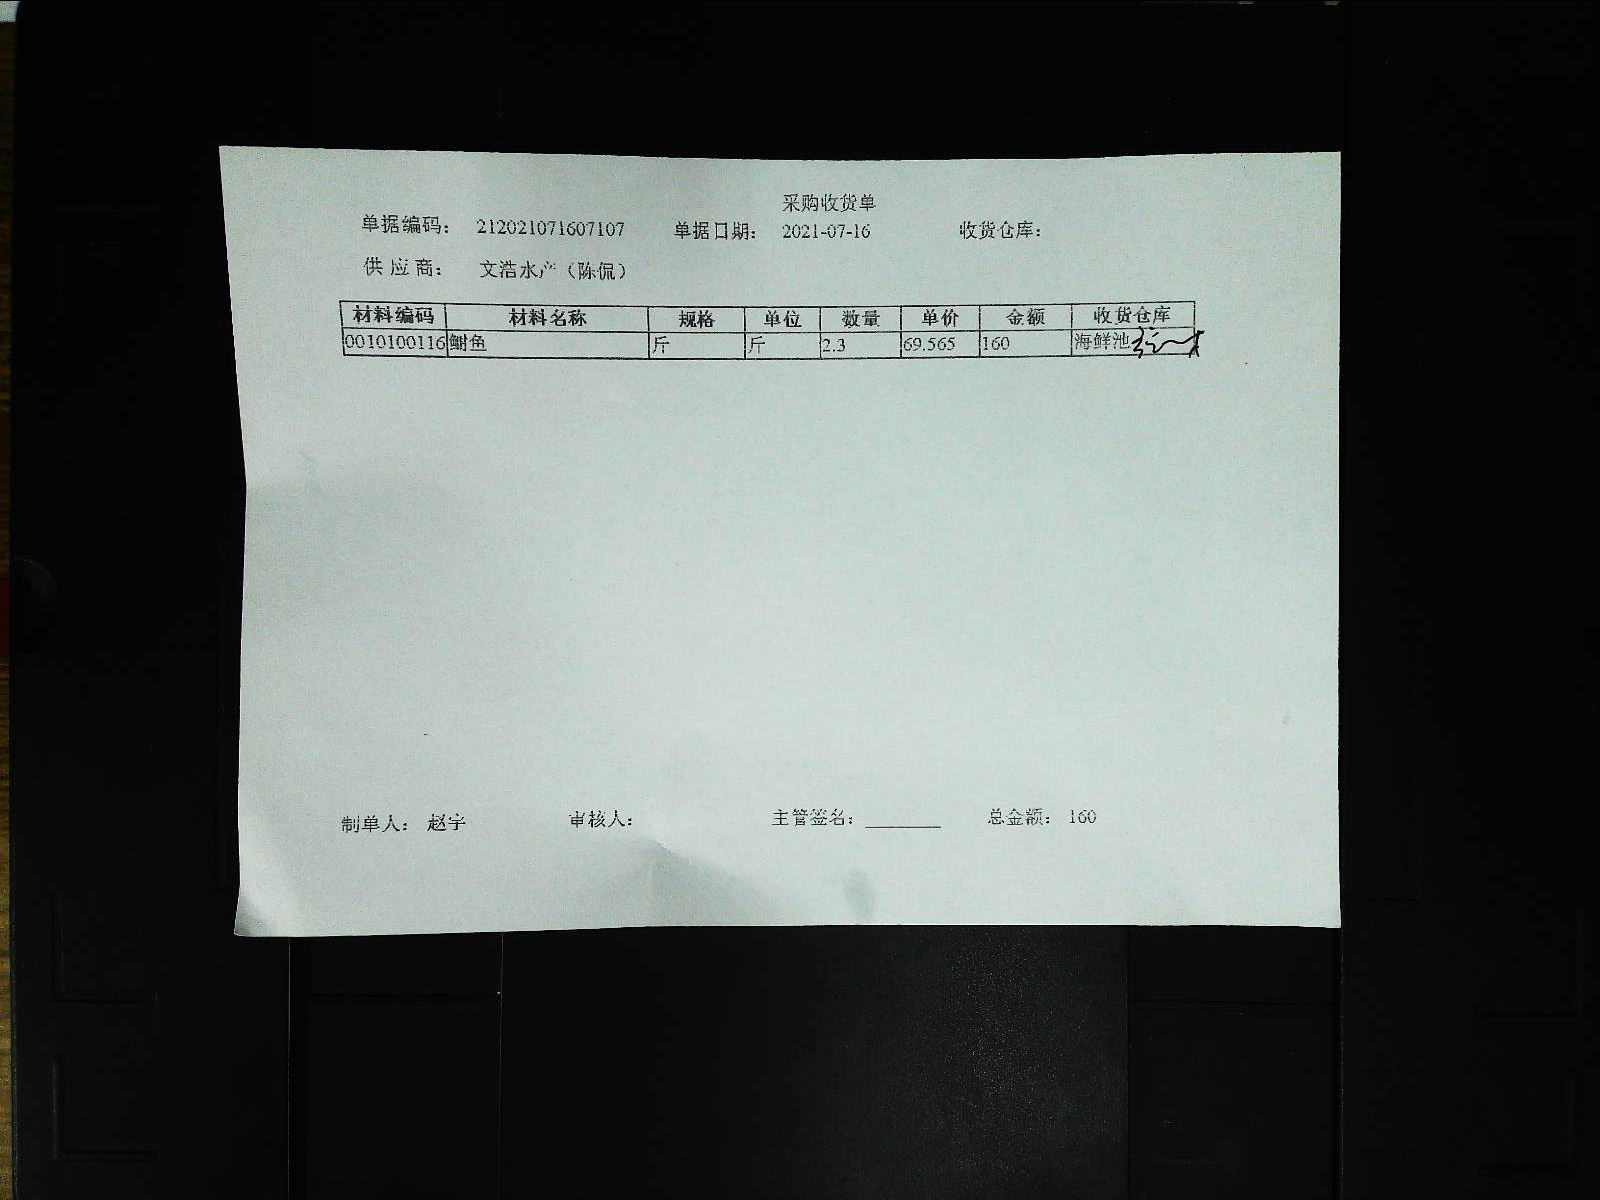 采购收货单
单据编码： 212021071607107 单据日期： 2021-07-16 收货仓库：
供应商： 文浩水产（陈侃）
材料编码 材料名称 规格 单位 数量 单价 金额 收货仓库
0010100116 鲥鱼 斤 斤 2.3 69.565 160 海鲜池
制单人： 赵宇 审核人： 主管签名： ________ 总金额： 160